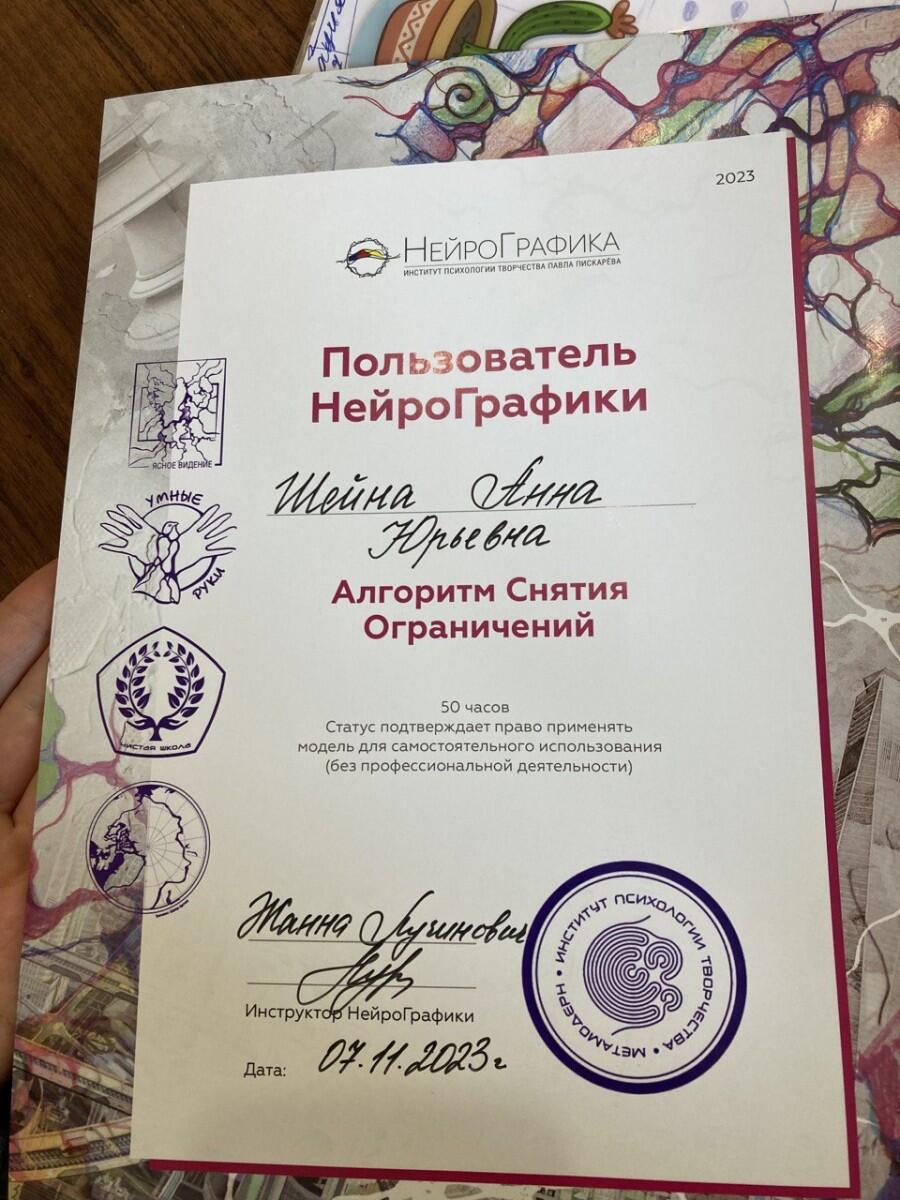 2023
НейроГрафика
ИНСТИТУТ ПСИХОЛОГИИ ТВОРЧЕСТВА ПАВЛА ПИСКАРЁВА
Пользователь
НейроГрафики
ЯСНОЕ ВИДЕНИЕ
Шейна Анна
УМНЫЕ
РУКИ
Юрьевна
Алгоритм Снятия
Ограничений
ЧИСТАЯ ШКОЛА
50 часов
Статус подтверждает право применять
модель для самостоятельного использования
(без профессиональной деятельности)
Жанна Лучинович
Инструктор НейроГрафики
Дата: 07.11.2023г
ИНСТИТУТ ПСИХОЛОГИИ ТВОРЧЕСТВА • МЕТАМОДЕРН •